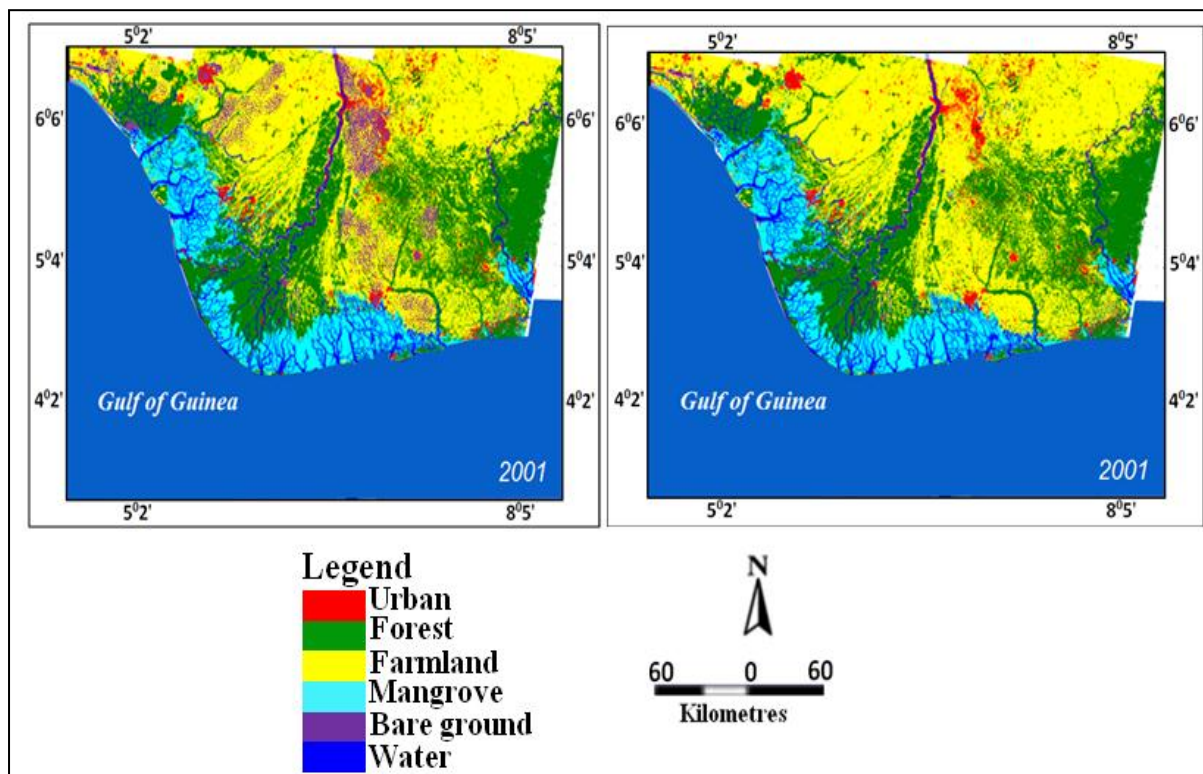 5⁰2' 8⁰5'
6⁰6' 6⁰6'
5⁰4' 5⁰4'
4⁰2' 4⁰2'
Gulf of Guinea
2001
5⁰2' 8⁰5'
5⁰2' 8⁰5'
6⁰6' 6⁰6'
5⁰4' 5⁰4'
4⁰2' 4⁰2'
Gulf of Guinea
2001
5⁰2' 8⁰5'
Legend
Urban
Forest
Farmland
Mangrove
Bare ground
Water
N
60 0 60
Kilometres